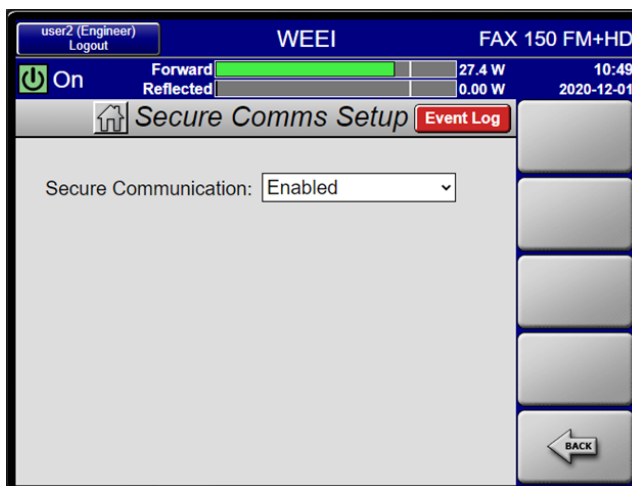 user2 (Engineer)
Logout
WEEI
FAX 150 FM+HD
On
Forward
27.4 W
10:49
Reflected
0.00 W
2020-12-01
Secure Comms Setup
Event Log
Secure Communication:
Enabled
BACK